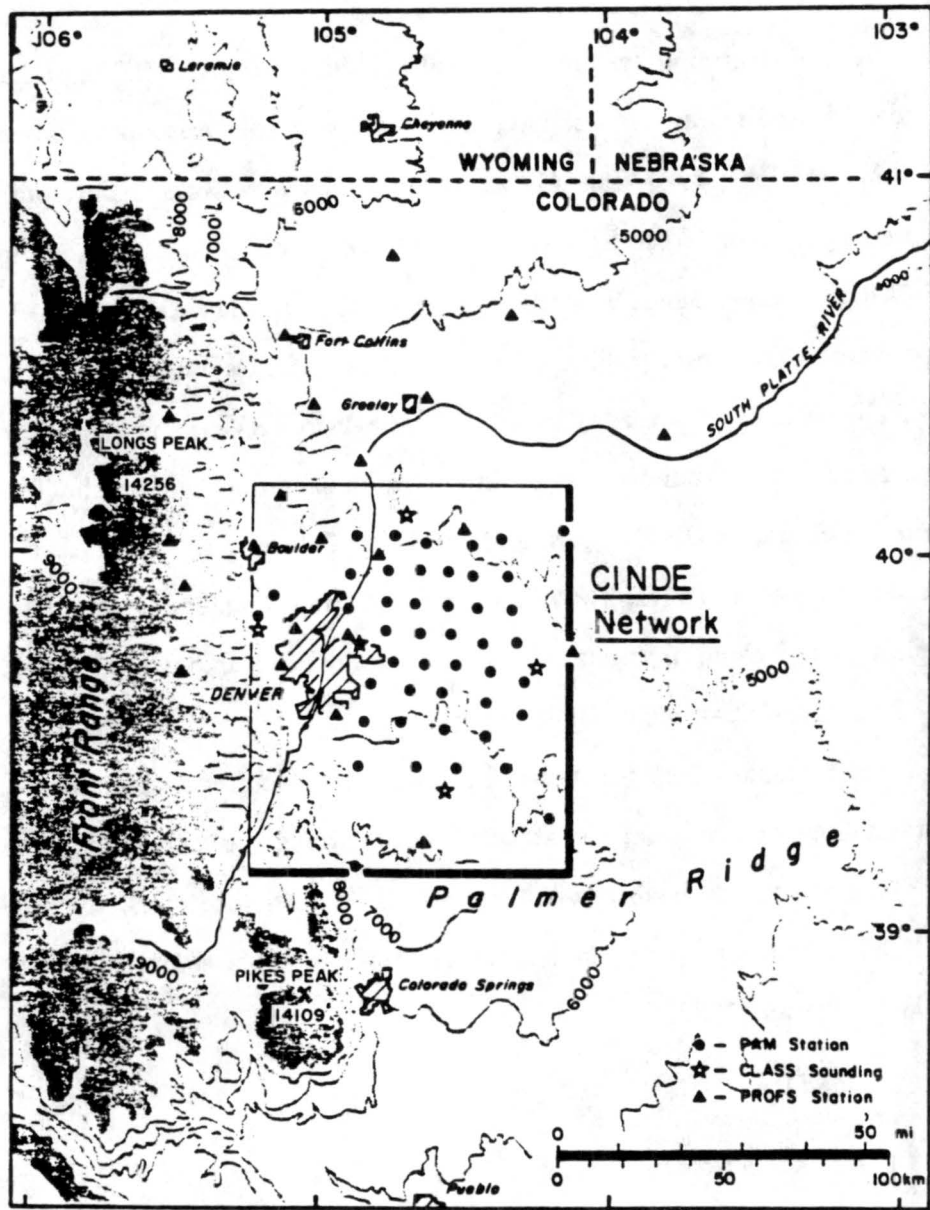 106° 105° 104° 103°
Laramie
Cheyenne
WYOMING NEBRASKA
41°
COLORADO
8000
7000
6000
5000
4000
Fort Collins
SOUTH PLATTE RIVER
Greeley
LONGS PEAK
14256
9000
Boulder
40°
CINDE
Network
DENVER
5000
Front Range
Palmer Ridge
8000
7000
39°
9000
PIKES PEAK
X
14109
Colorado Springs
6000
● - PAM Station
☆ - CLASS Sounding
▲ - PROFS Station
0 50 mi
0 50 100 km
Pueblo